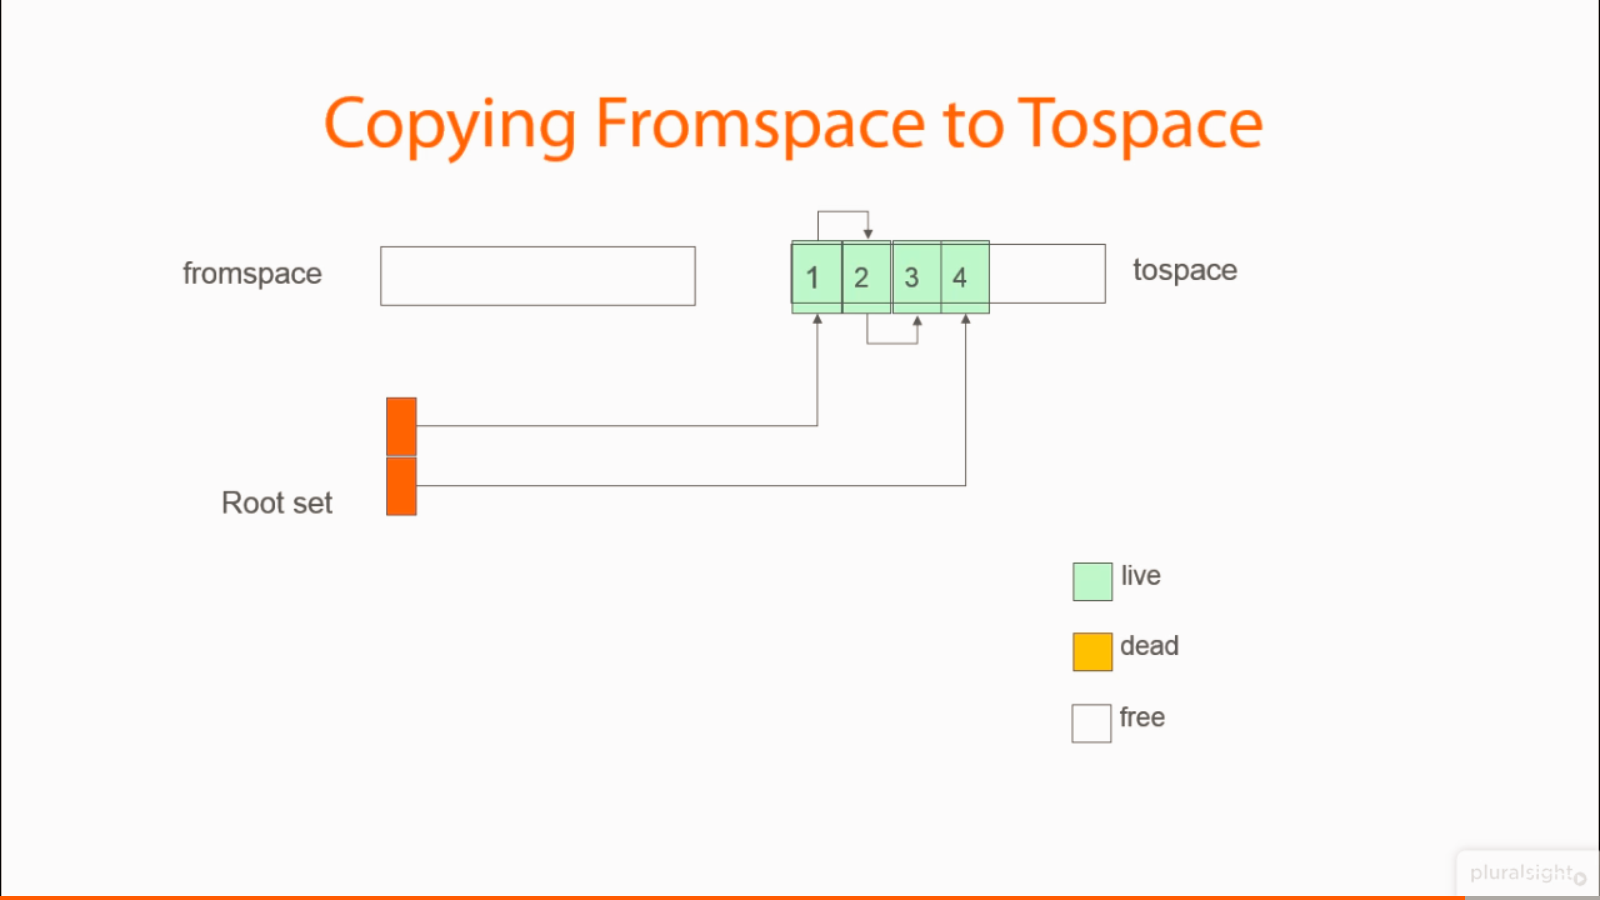 Copying Fromspace to Tospace
fromspace
1 2 3 4
tospace
Root set
live
dead
free
pluralsight